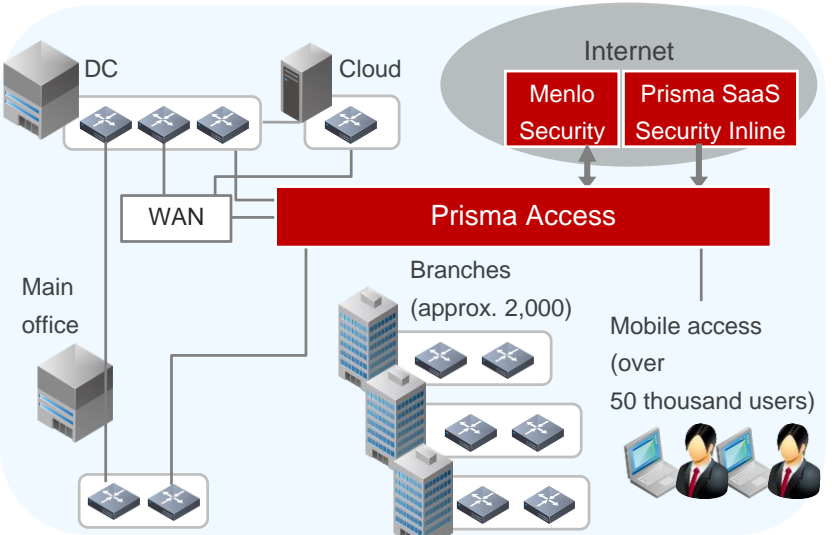 DC
Cloud
Internet
Menlo
Security
Prisma SaaS
Security Inline
WAN
Prisma Access
Main
office
Branches
(approx. 2,000)
Mobile access
(over
50 thousand users)